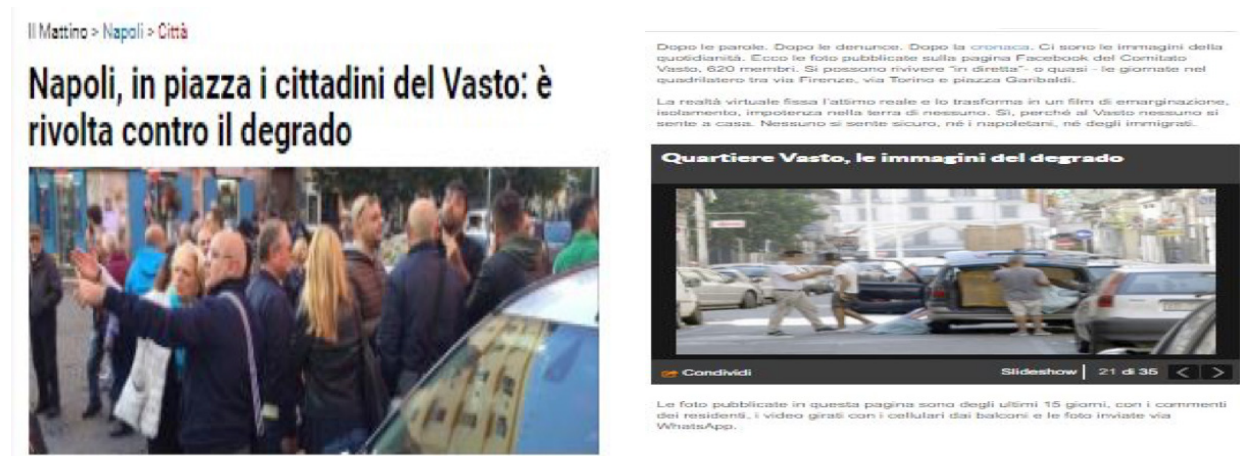 Il Mattino > Napoli > Città
Napoli, in piazza i cittadini del Vasto: è
rivolta contro il degrado
Dopo le parole. Dopo le denunce. Dopo la cronaca. Ci sono le immagini della
quotidianità. Ecco le foto pubblicate sulla pagina Facebook del Comitato
Vasto, 620 membri. Si possono rivivere "in diretta"- o quasi - le giornate nel
quadrilatero tra via Firenze, via Torino e piazza Garibaldi.
La realtà virtuale fissa l'attimo reale e lo trasforma in un film di emarginazione,
isolamento, impotenza nella terra di nessuno. Sì, perché al Vasto nessuno si
sente a casa. Nessuno si sente sicuro, né i napoletani, né degli immigrati.
Quartiere Vasto, le immagini del degrado
Condividi
Slideshow 21 di 35 < >
Le foto pubblicate in questa pagina sono degli ultimi 15 giorni, con i commenti
dei residenti, i video girati con i cellulari dai balconi e le foto inviate via
WhatsApp.